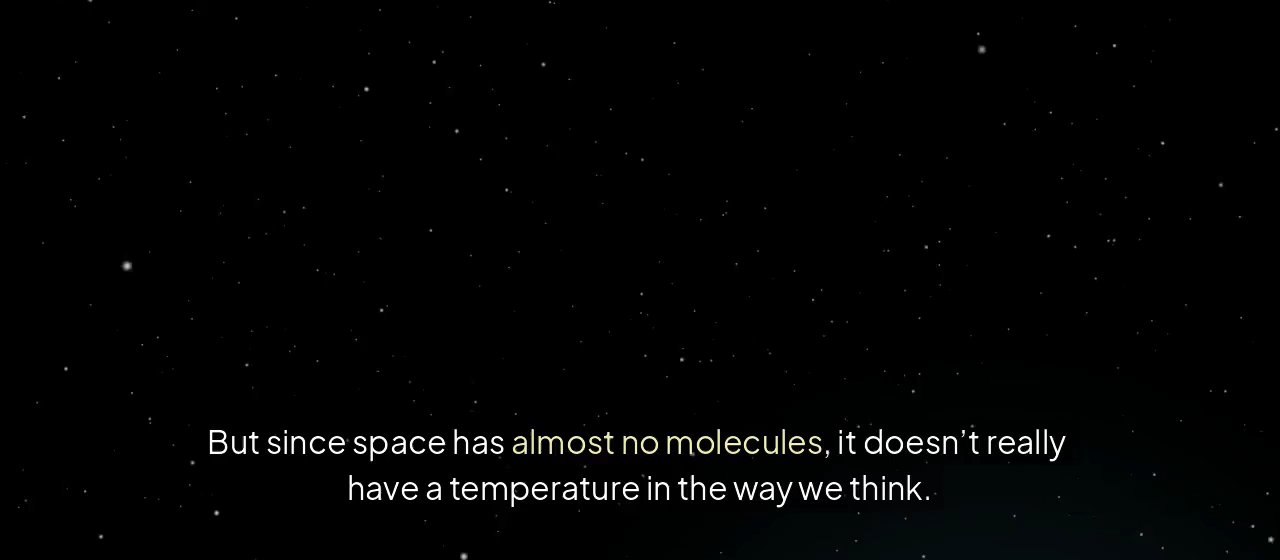 But since space has almost no molecules, it doesn’t really
have a temperature in the way we think.